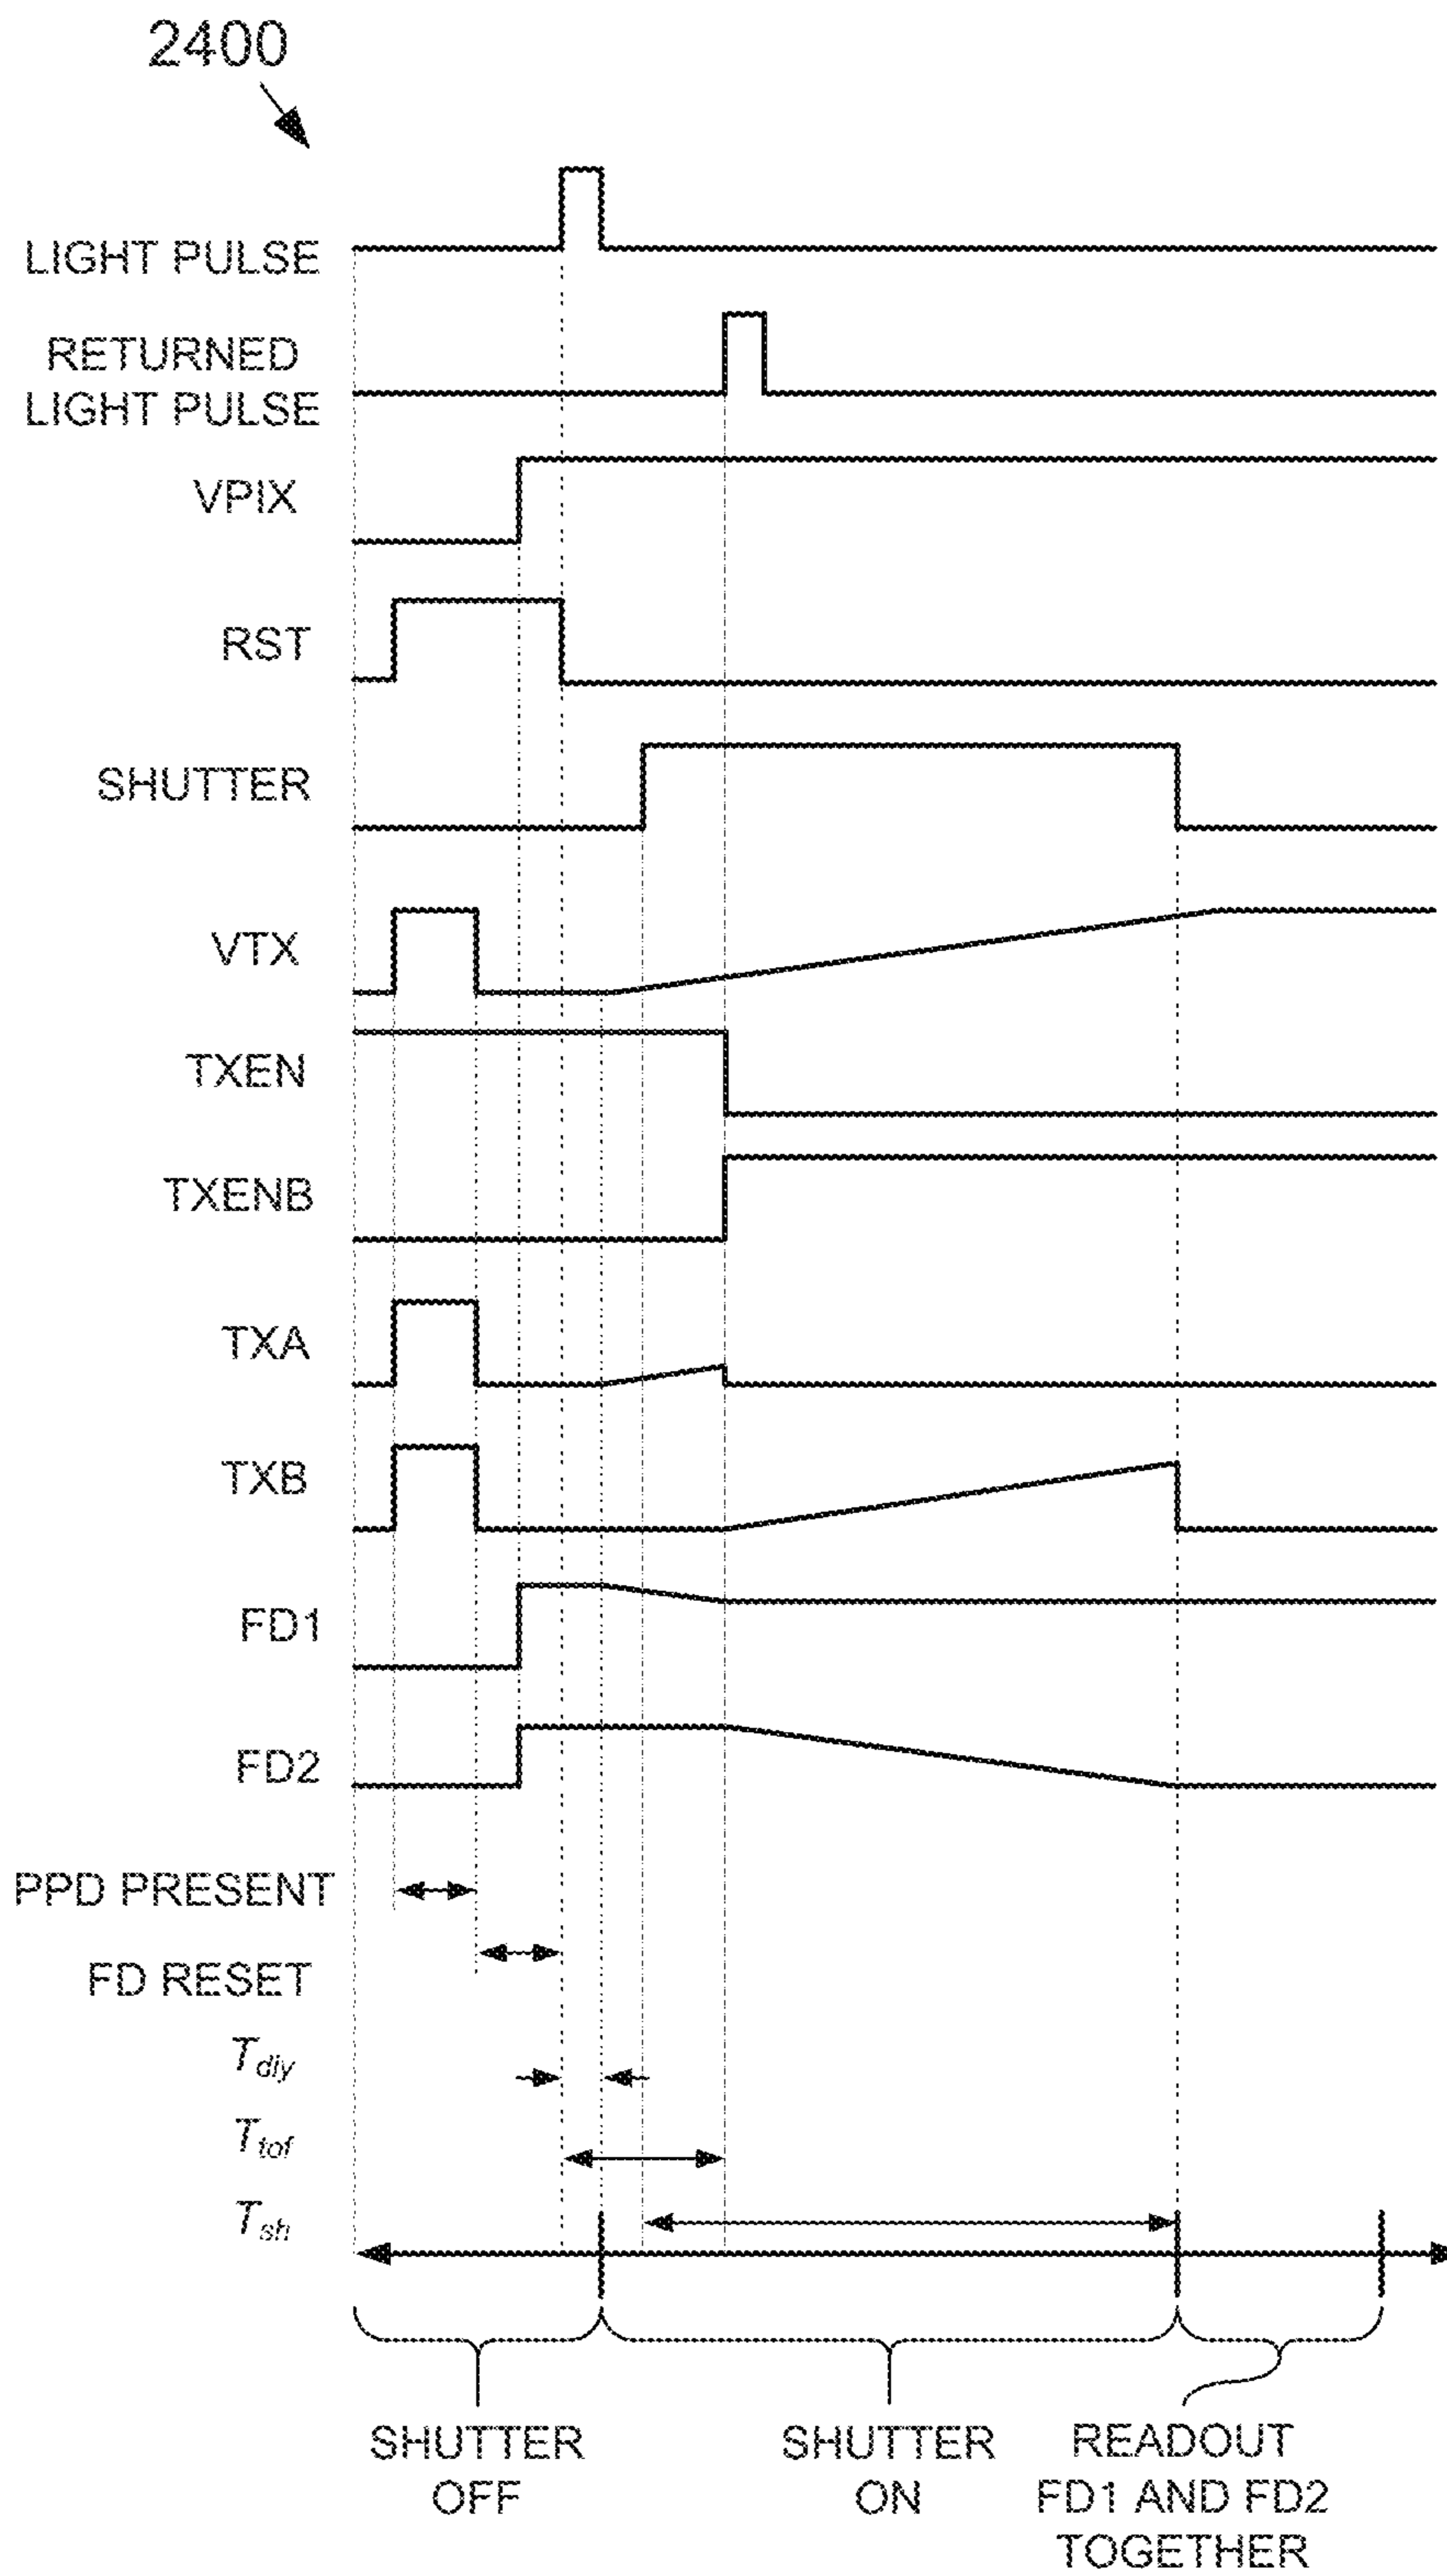 2400
LIGHT PULSE
RETURNED
LIGHT PULSE
VPIX
RST
SHUTTER
VTX
TXEN
TXENB
TXA
TXB
FD1
FD2
PPD PRESENT
FD RESET
Tdly
Ttof
Tsh
SHUTTER
OFF
SHUTTER
ON
READOUT
FD1 AND FD2
TOGETHER